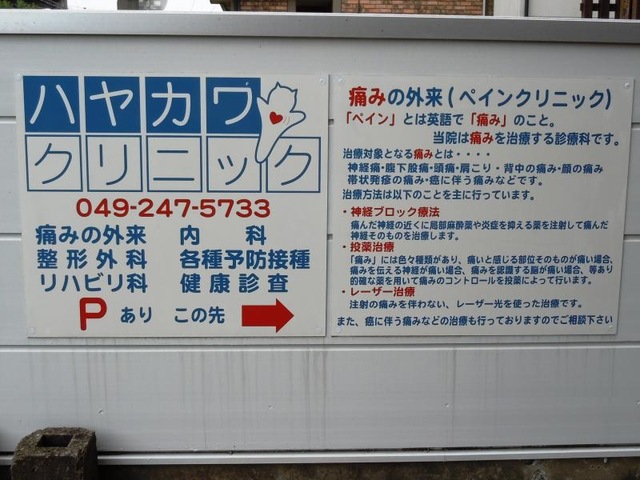 ハヤカワ
クリニック
049-247-5733
痛みの外来 内科
整形外科 各種予防接種
リハビリ科 健康診査
P あり この先
痛みの外来(ペインクリニック)
「ペイン」とは英語で「痛み」のこと。
当院は痛みを治療する診療科です。
治療対象となる痛みとは・・・・
神経痛・腹下股痛・頭痛・肩こり・背中の痛み・顔の痛み
帯状発疹の痛み・癌に伴う痛みなどです。
治療方法は以下のことを主に行っています。
・神経ブロック療法
痛んだ神経の近くに局部麻酔薬や炎症を抑える薬を注射して痛んだ
神経そのものを治療します。
・投薬治療
「痛み」には色々種類があり、痛いと感じる部位そのものが痛い場合、
痛みを伝える神経が痛い場合、痛みを認識する脳が痛い場合、等あり
的確な薬を用いて痛みのコントロールを投薬によって行います。
・レーザー治療
注射の痛みを伴わない、レーザー光を使った治療です。
また、癌に伴う痛みなどの治療も行っておりますのでご相談下さい